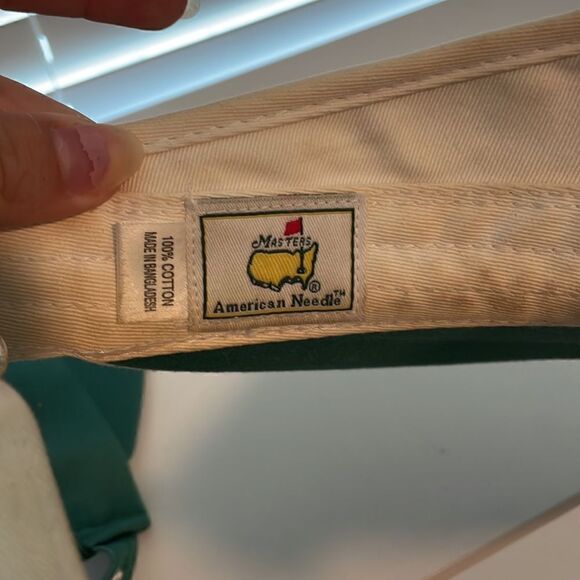 100% COTTON
MADE IN BANGLADESH
MASTERS
®
American Needle™